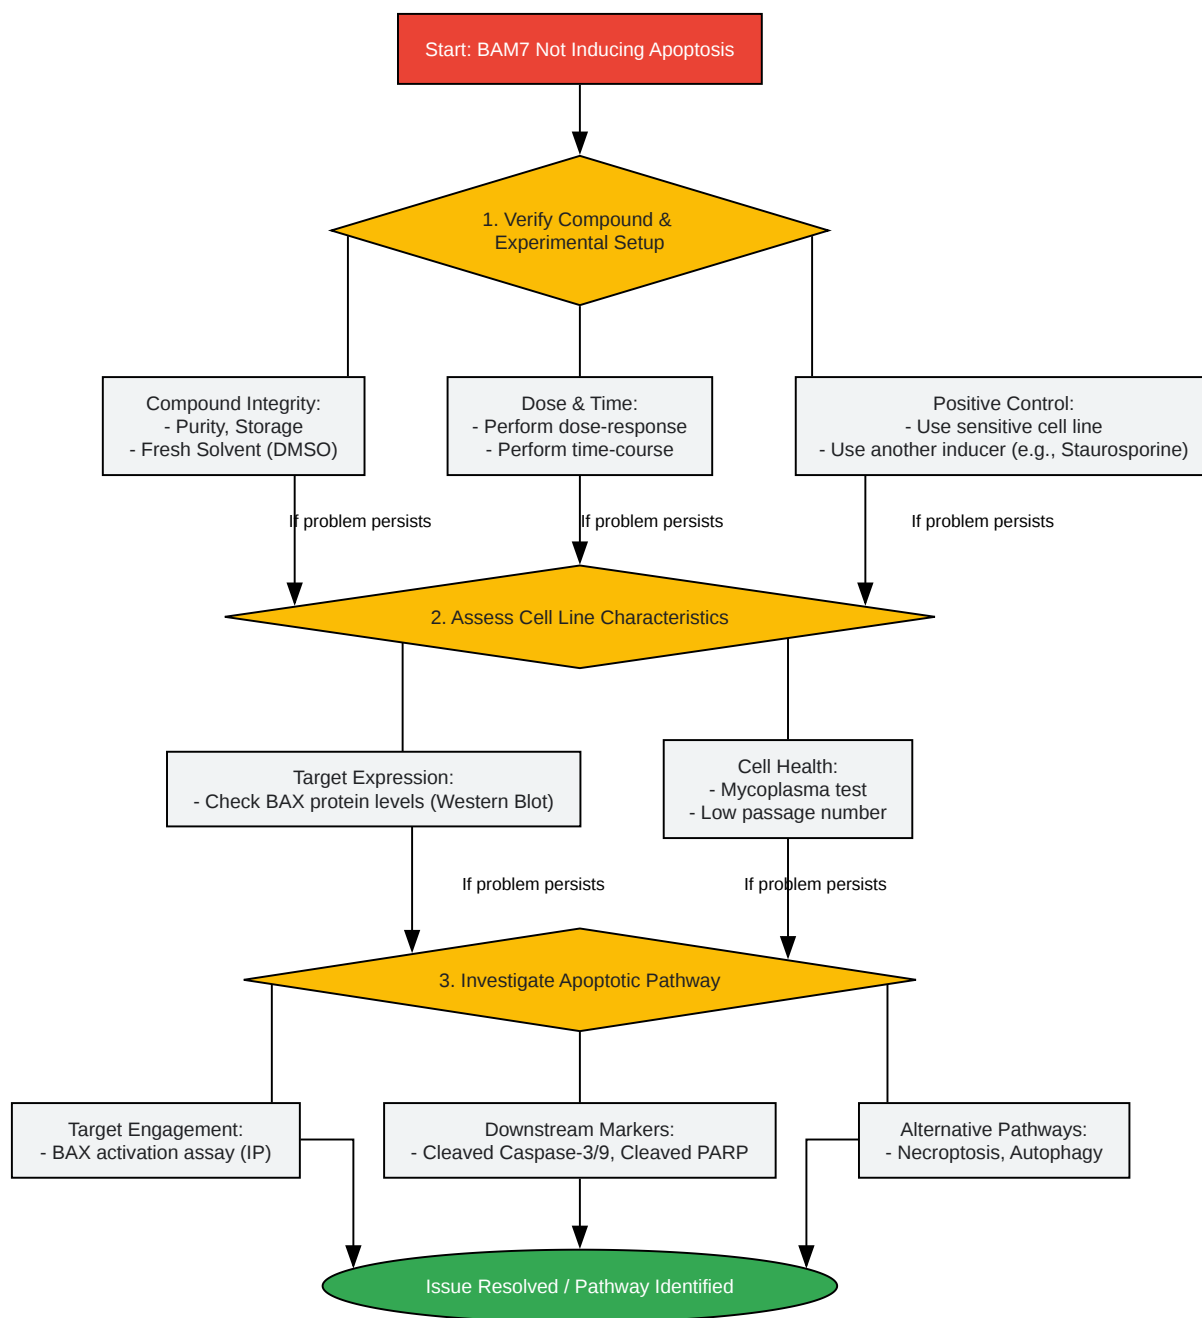 Start: BAM7 Not Inducing Apoptosis
1. Verify Compound &
Experimental Setup
Compound Integrity:
- Purity, Storage
- Fresh Solvent (DMSO)
Dose & Time:
- Perform dose-response
- Perform time-course
Positive Control:
- Use sensitive cell line
- Use another inducer (e.g., Staurosporine)
If problem persists
If problem persists
If problem persists
2. Assess Cell Line Characteristics
Target Expression:
- Check BAX protein levels (Western Blot)
Cell Health:
- Mycoplasma test
- Low passage number
If problem persists
If problem persists
3. Investigate Apoptotic Pathway
Target Engagement:
- BAX activation assay (IP)
Downstream Markers:
- Cleaved Caspase-3/9, Cleaved PARP
Alternative Pathways:
- Necroptosis, Autophagy
Issue Resolved / Pathway Identified